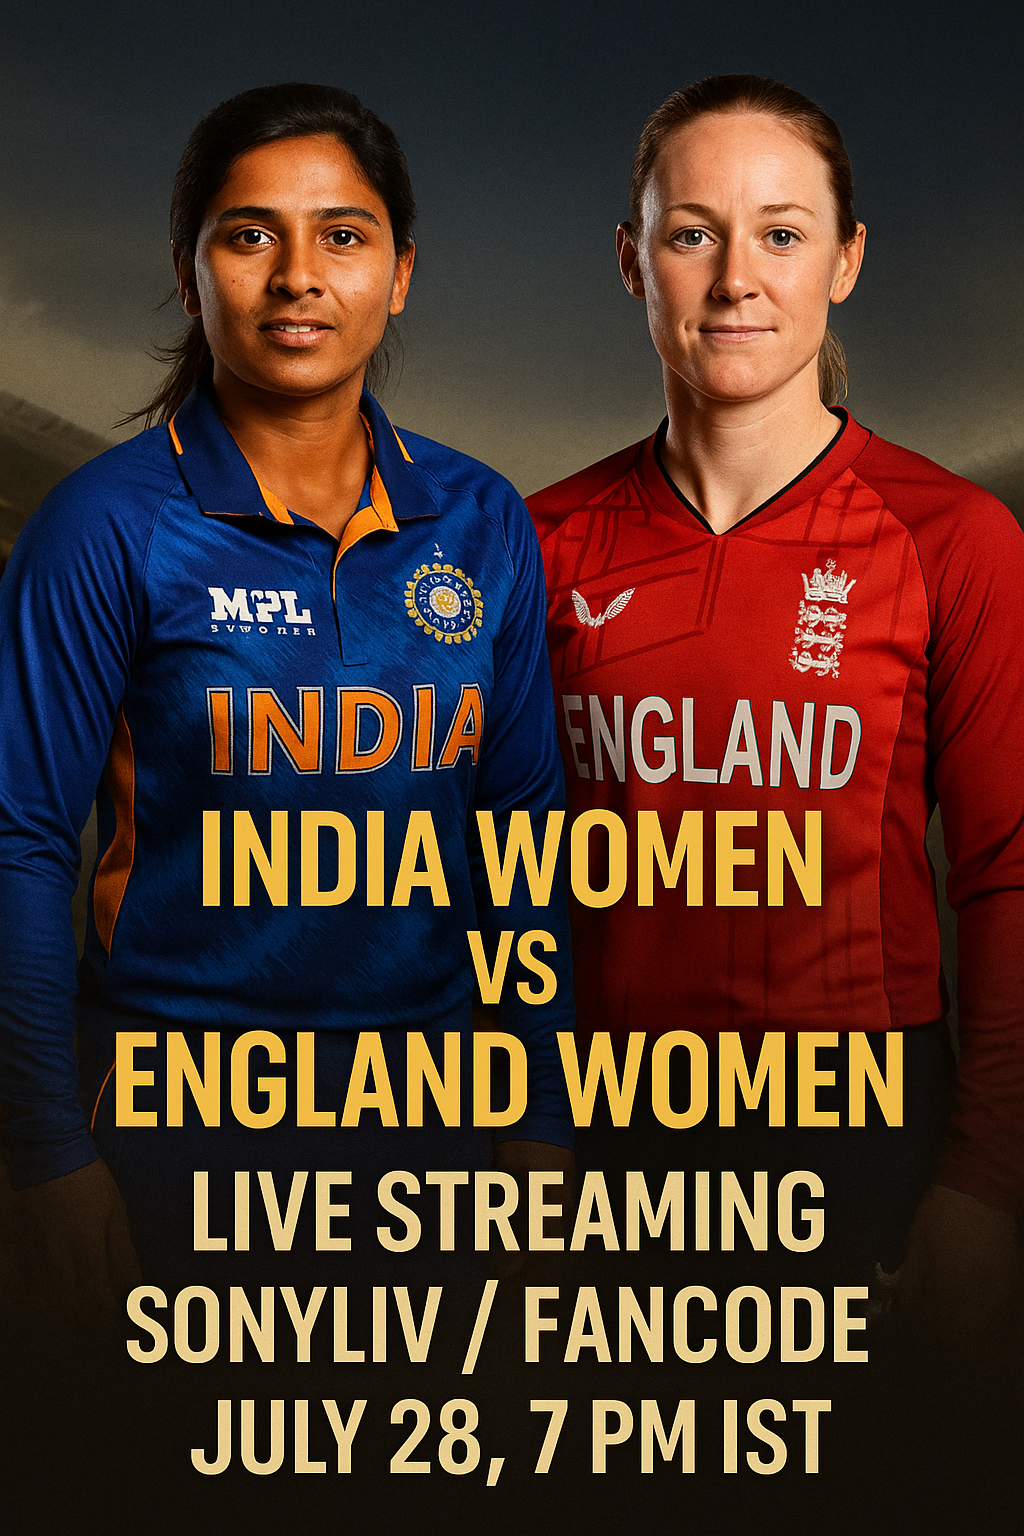 MPL
INDIA
ENGLAND
INDIA WOMEN
VS
ENGLAND WOMEN
LIVE STREAMING
SONYLIV / FANCODE
JULY 28, 7 PM IST